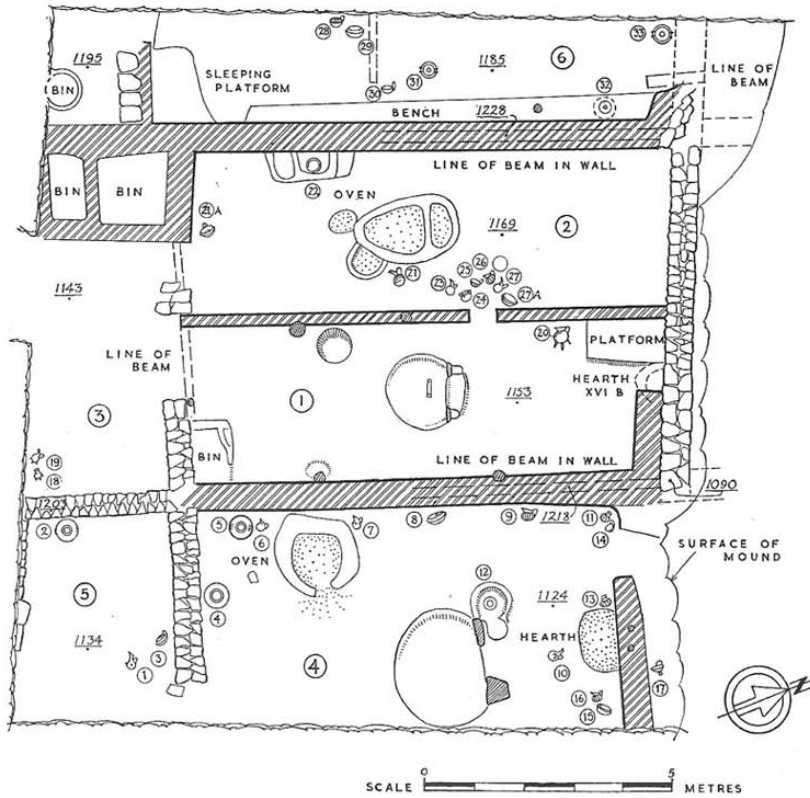 28
29
33
1195
31
1185
6
BIN
SLEEPING
PLATFORM
30
32
LINE OF
BEAM
BENCH
1228
LINE OF BEAM IN WALL
BIN
BIN
22
OVEN
21A
1169
2
26
25
27
21
23
24
27A
1143
LINE OF
BEAM
20
PLATFORM
HEARTH
XVI B
1
1153
3
BIN
LINE OF BEAM IN WALL
19
18
1090
2
5
6
7
8
9
1218
11
14
OVEN
SURFACE OF
MOUND
5
4
12
1124
13
1134
HEARTH
3
1
4
10
16
15
17
N
SCALE 0 5 METRES